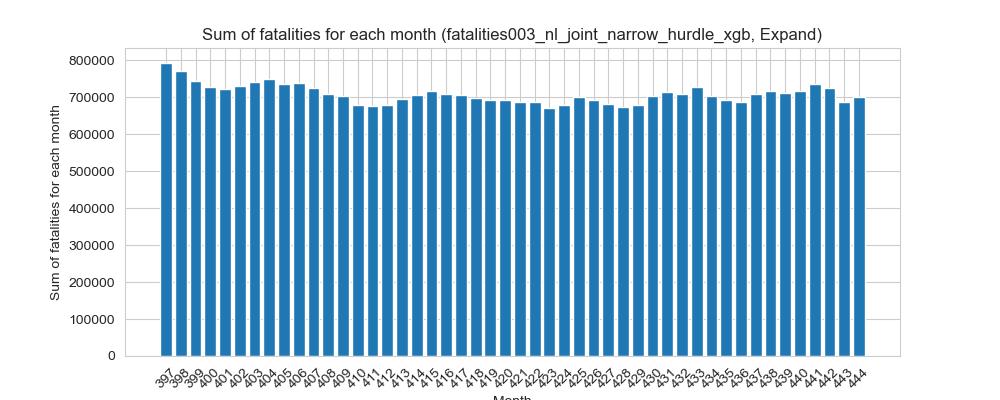 Sum of fatalities for each month (fatalities003_nl_joint_narrow_hurdle_xgb, Expand)
Sum of fatalities for each month
800000
700000
600000
500000
400000
300000
200000
100000
0
397 398 399 400 401 402 403 404 405 406 407 408 409 410 411 412 413 414 415 416 417 418 419 420 421 422 423 424 425 426 427 428 429 430 431 432 433 434 435 436 437 438 439 440 441 442 443 444
Month